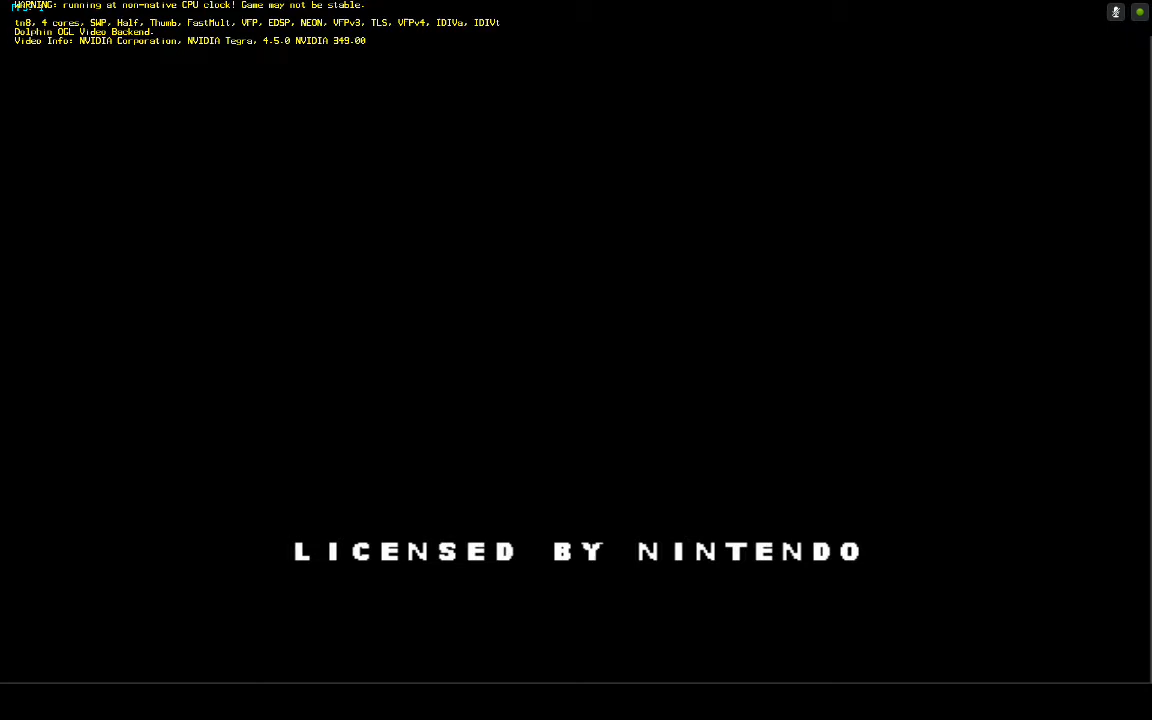 WARNING: running at non-native CPU clock! Game may not be stable.
tn8, 4 cores, SWP, Half, Thumb, FastMult, VFP, EDSP, NEON, VFPv3, TLS, VFPv4, IDIVa, IDIVt
Dolphin OGL Video Backend.
Video Info: NVIDIA Corporation, NVIDIA Tegra, 4.5.0 NVIDIA 349.00
LICENSED BY NINTENDO